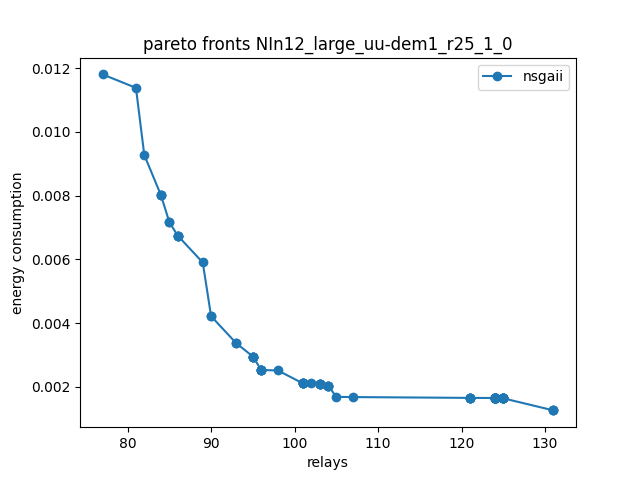 pareto fronts NIn12_large_uu-dem1_r25_1_0
nsgaii
0.012
0.010
0.008
0.006
0.004
0.002
energy consumption
80 90 100 110 120 130
relays